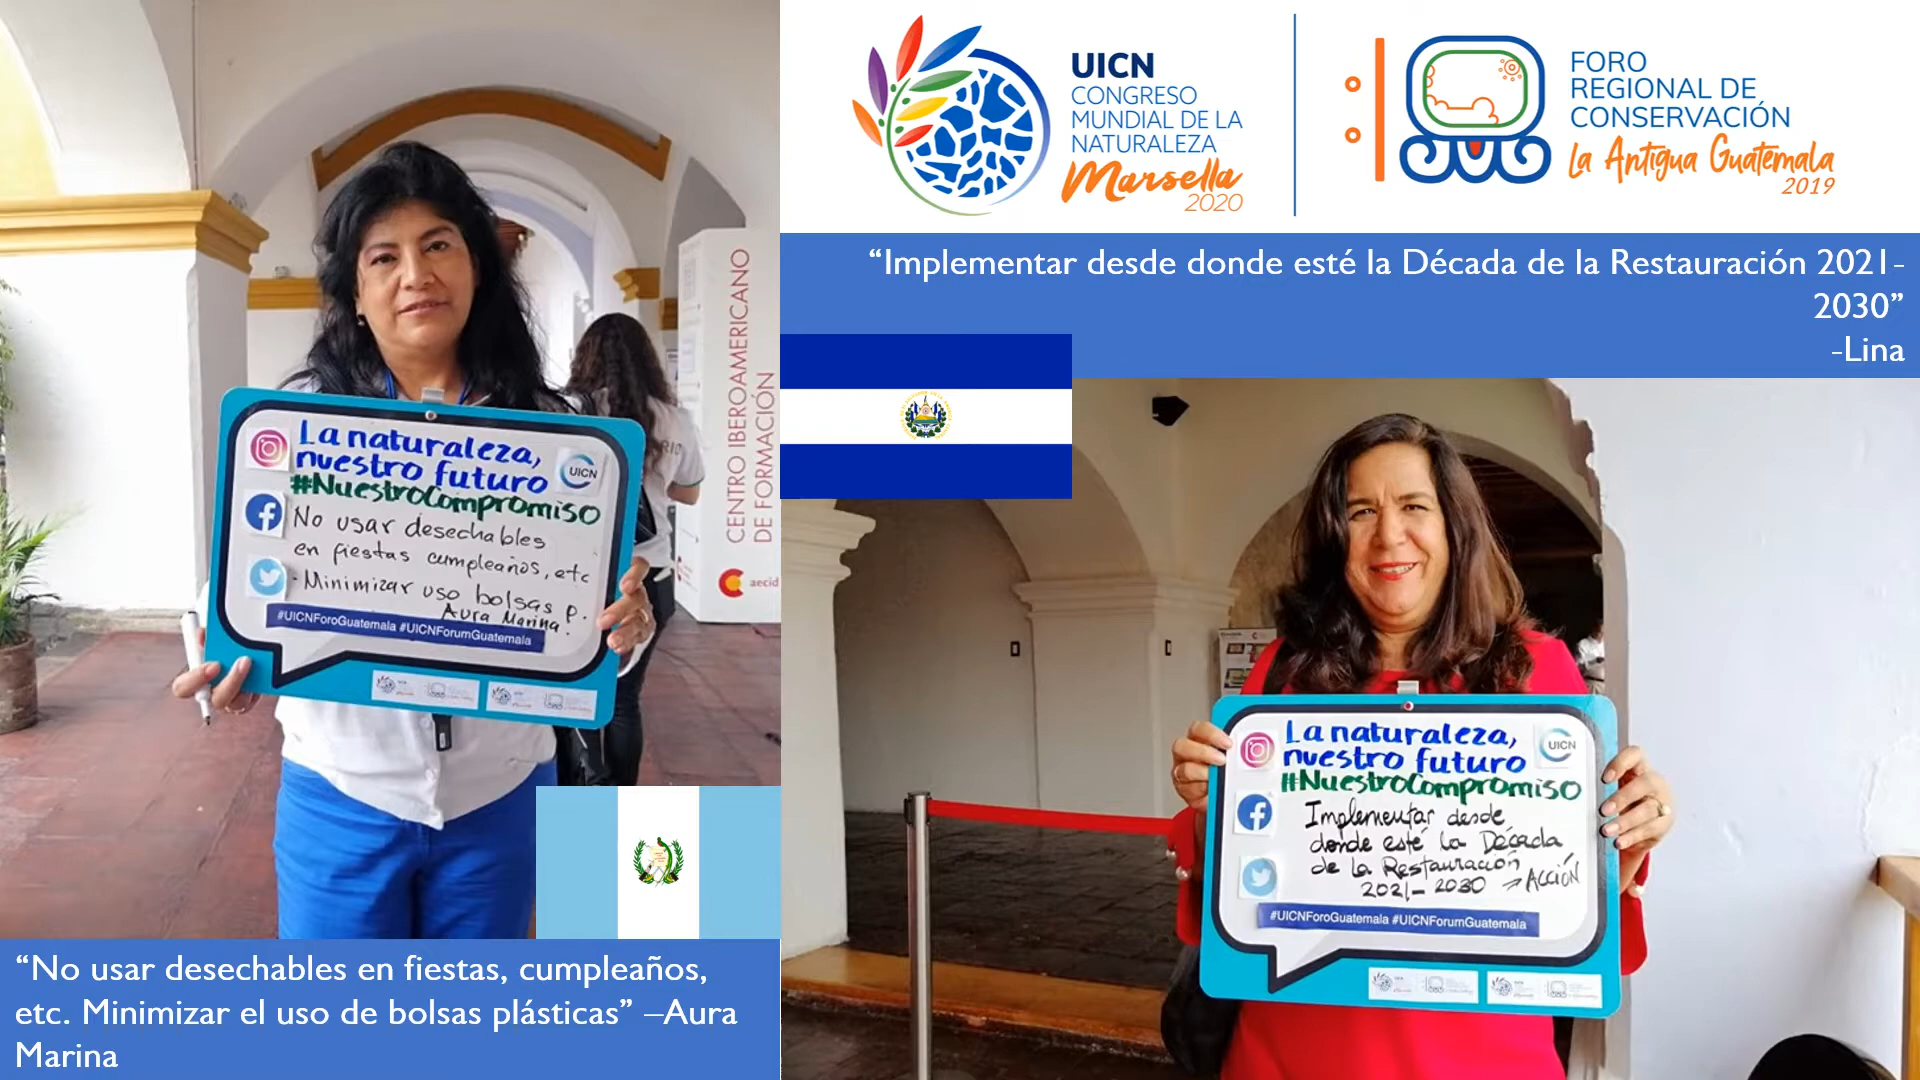 UICN
CONGRESO
MUNDIAL DE LA
NATURALEZA
Marsella
2020
FORO
REGIONAL DE
CONSERVACIÓN
La Antigua Guatemala
2019
“Implementar desde donde esté la Década de la Restauración 2021-
2030”
-Lina
CENTRO IBEROAMERICANO
DE FORMACIÓN
aecid
La naturaleza,
nuestro futuro
UICN
#NuestroCompromiso
No usar desechables
en fiestas cumpleaños, etc
- Minimizar uso bolsas p.
Aura Marina.
#UICNForoGuatemala #UICNForumGuatemala
“No usar desechables en fiestas, cumpleaños,
etc. Minimizar el uso de bolsas plásticas” –Aura
Marina
La naturaleza,
nuestro futuro
UICN
#NuestroCompromiso
Implementar desde
donde esté la Década
de la Restauración
2021-2030 → ACCIÓN
#UICNForoGuatemala #UICNForumGuatemala